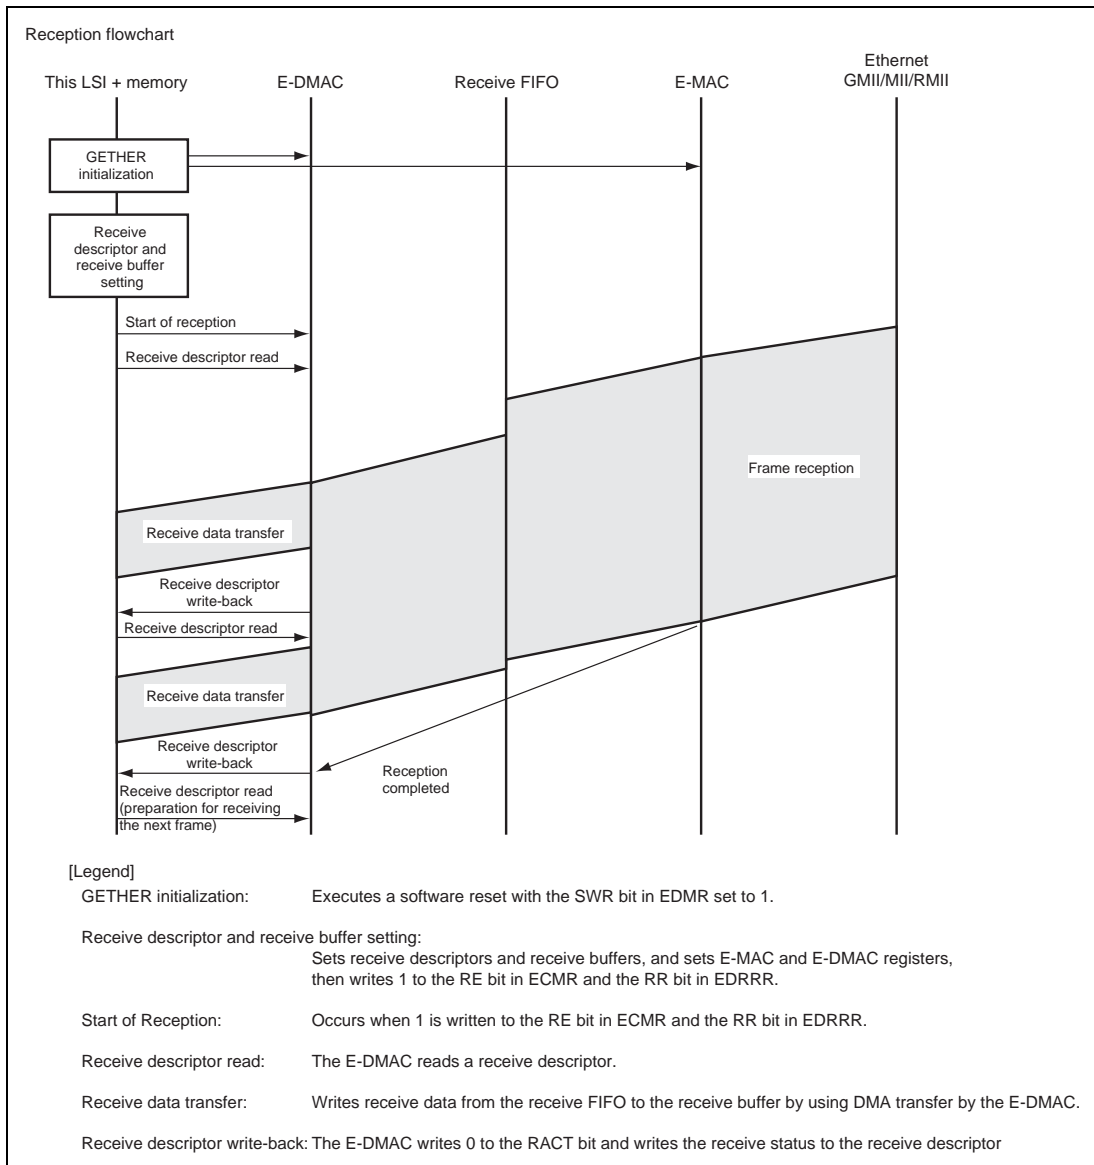 Reception flowchart
This LSI + memory
E-DMAC
Receive FIFO
E-MAC
Ethernet
GMII/MII/RMII
GETHER
initialization
Receive
descriptor and
receive buffer
setting
Start of reception
Receive descriptor read
Frame reception
Receive data transfer
Receive descriptor
write-back
Receive descriptor read
Receive data transfer
Receive descriptor
write-back
Reception
completed
Receive descriptor read
(preparation for receiving
the next frame)
[Legend]
GETHER initialization: Executes a software reset with the SWR bit in EDMR set to 1.
Receive descriptor and receive buffer setting:
Sets receive descriptors and receive buffers, and sets E-MAC and E-DMAC registers,
then writes 1 to the RE bit in ECMR and the RR bit in EDRRR.
Start of Reception: Occurs when 1 is written to the RE bit in ECMR and the RR bit in EDRRR.
Receive descriptor read: The E-DMAC reads a receive descriptor.
Receive data transfer: Writes receive data from the receive FIFO to the receive buffer by using DMA transfer by the E-DMAC.
Receive descriptor write-back: The E-DMAC writes 0 to the RACT bit and writes the receive status to the receive descriptor